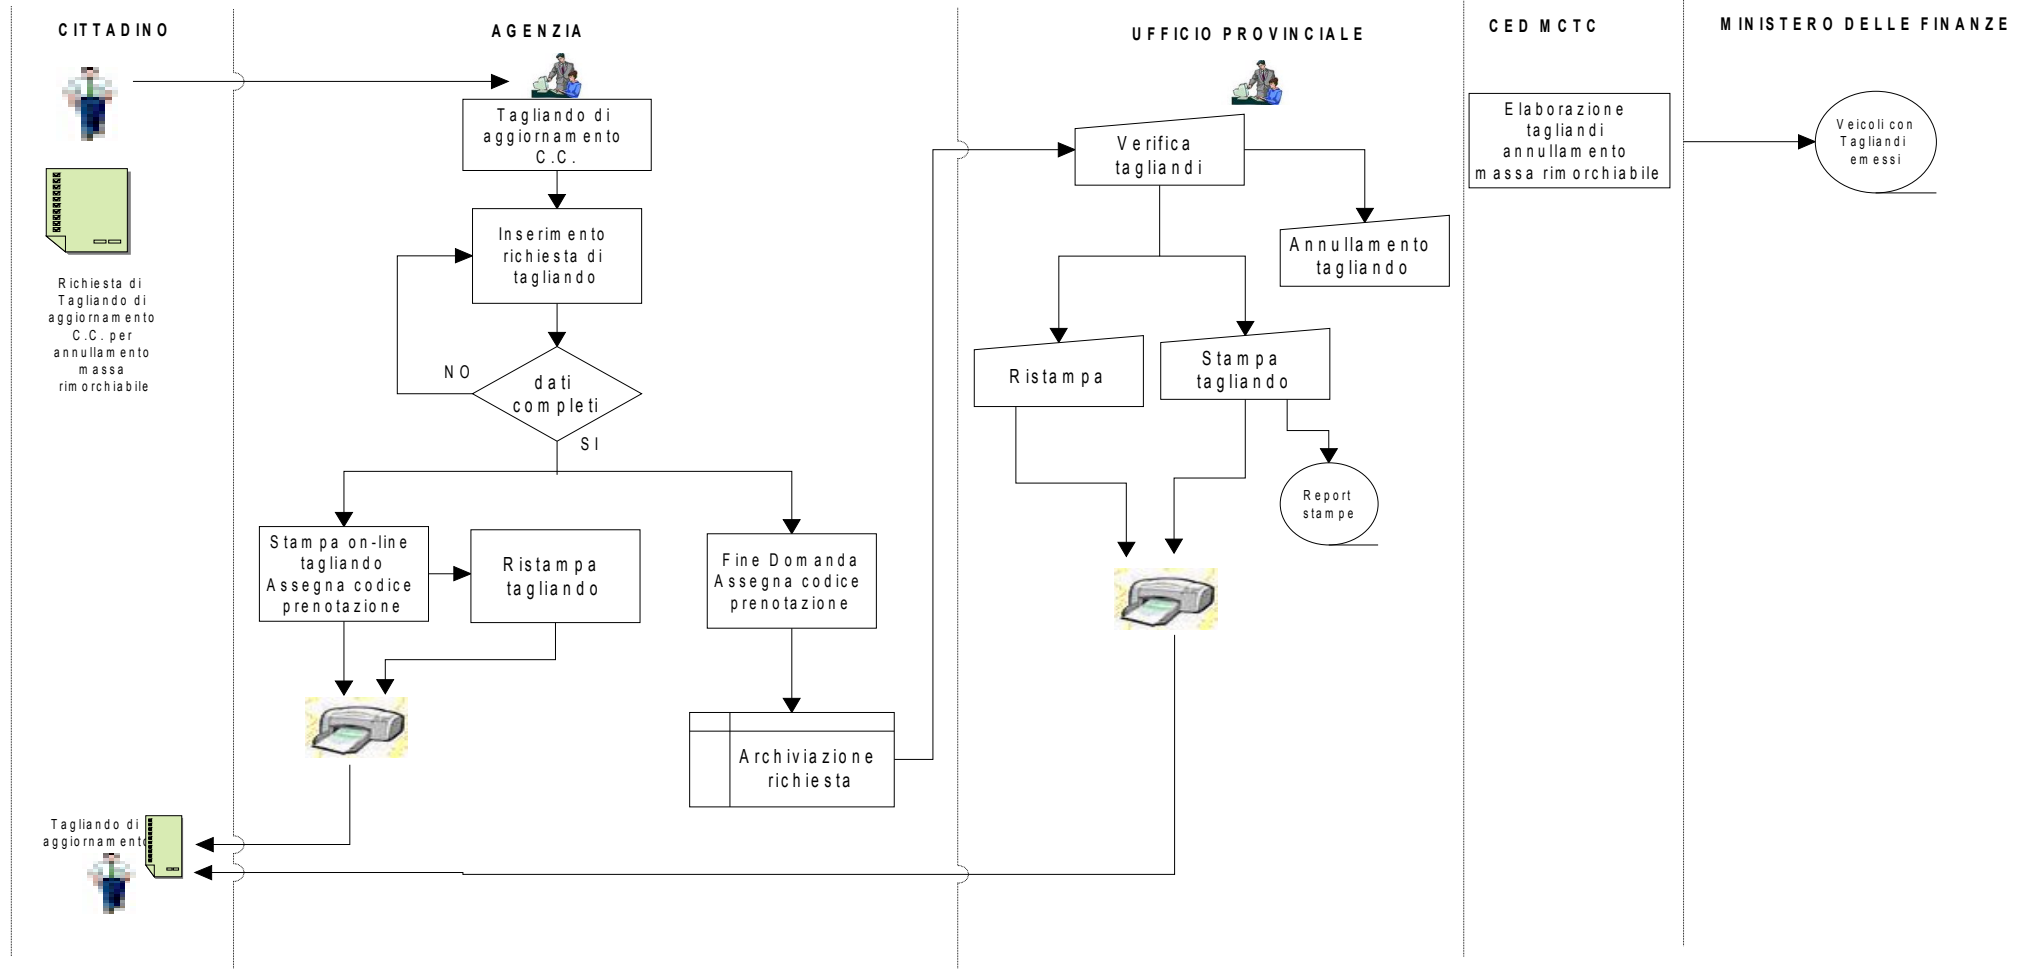 CITTADINO
AGENZIA
UFFICIO PROVINCIALE
CED MCTC
MINISTERO DELLE FINANZE
Richiesta di
Tagliando di
aggiornamento
C.C. per
annullamento
massa
rimorchiabile
Tagliando di
aggiornamento
C.C.
Inserimento
richiesta di
tagliando
NO
dati
completi
SI
Stampa on-line
tagliando
Assegna codice
prenotazione
Ristampa
tagliando
Fine Domanda
Assegna codice
prenotazione
Archiviazione
richiesta
Verifica
tagliandi
Annullamento
tagliando
Ristampa
Stampa
tagliando
Report
stampe
Elaborazione
tagliandi
annullamento
massa rimorchiabile
Veicoli con
Tagliandi
emessi
Tagliando di
aggiornamento